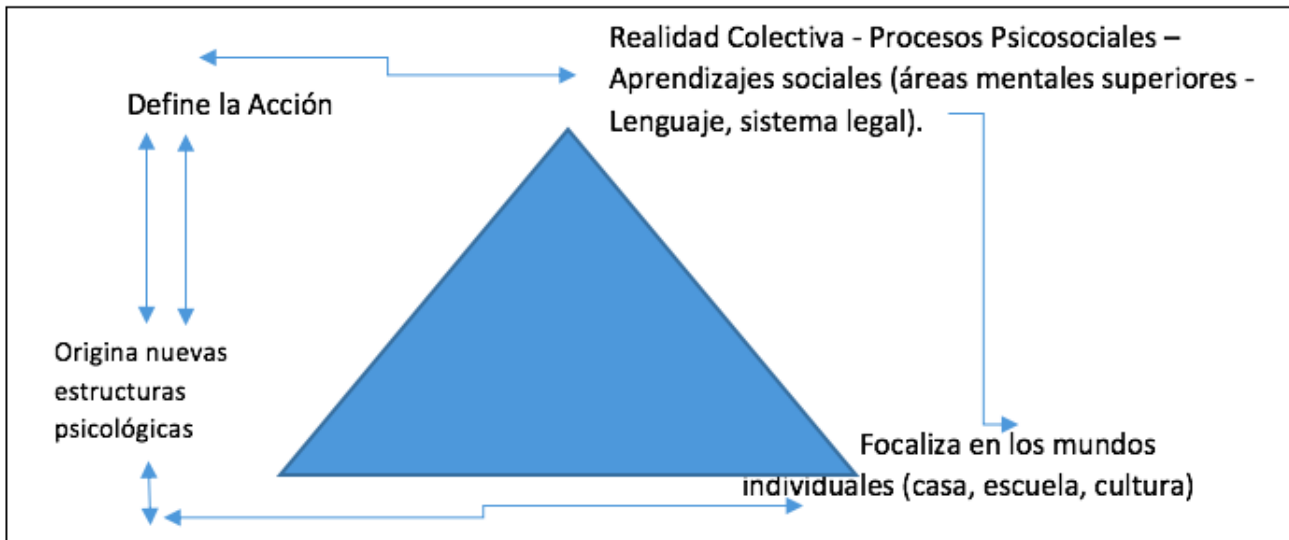 Realidad Colectiva - Procesos Psicosociales –
Aprendizajes sociales (áreas mentales superiores -
Lenguaje, sistema legal).
Define la Acción
Origina nuevas
estructuras
psicológicas
Focaliza en los mundos
individuales (casa, escuela, cultura)